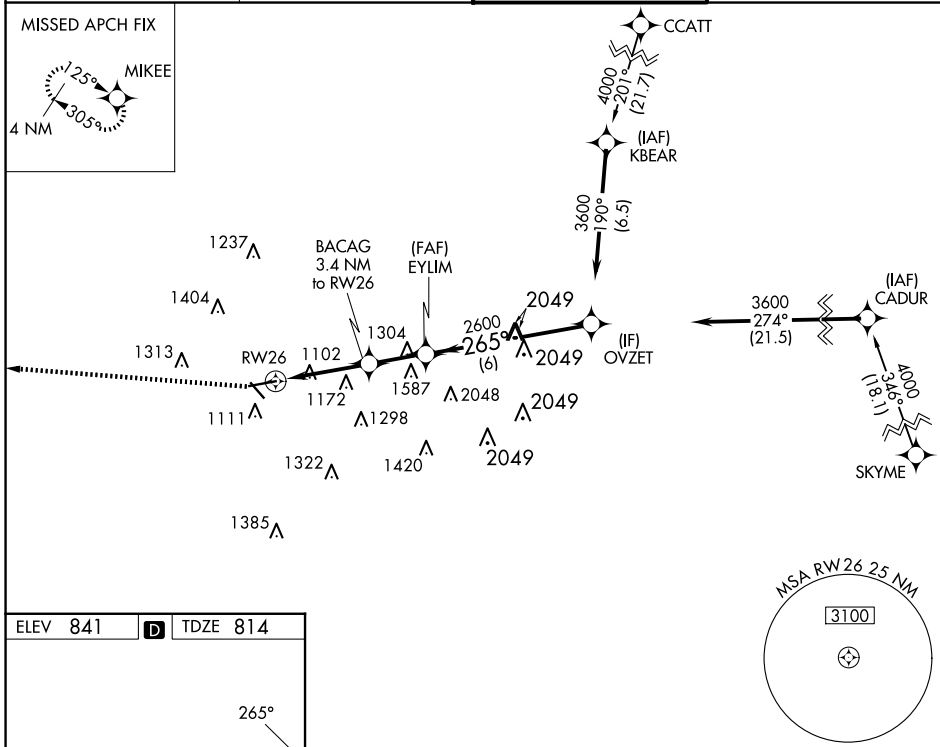 MISSED APCH FIX
125°
MIKEE
305°
4 NM
CCATT
4000
201°
(21.7)
(IAF)
KBEAR
3600
190°
(6.5)
1237
BACAG
3.4 NM
to RW26
(FAF)
EYLIM
1404
2049
3600
274°
(21.5)
(IAF)
CADUR
1304
2600
265°
(6)
2049
(IF)
OVZET
1313
RW26
1102
1172
1587
2048
1111
1298
2049
4000
346°
(18.1)
1322
1420
2049
SKYME
1385
MSA RW26 25 NM
3100
ELEV 841
D
TDZE 814
265°